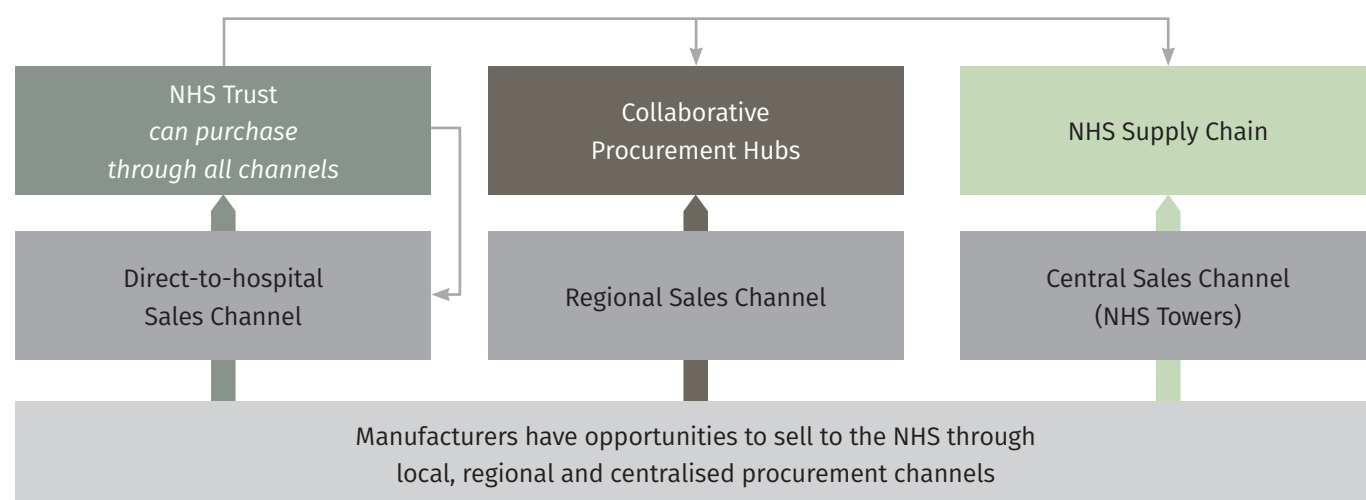 NHS Trust
can purchase
through all channels
Collaborative
Procurement Hubs
NHS Supply Chain
Direct-to-hospital
Sales Channel
Regional Sales Channel
Central Sales Channel
(NHS Towers)
Manufacturers have opportunities to sell to the NHS through
local, regional and centralised procurement channels